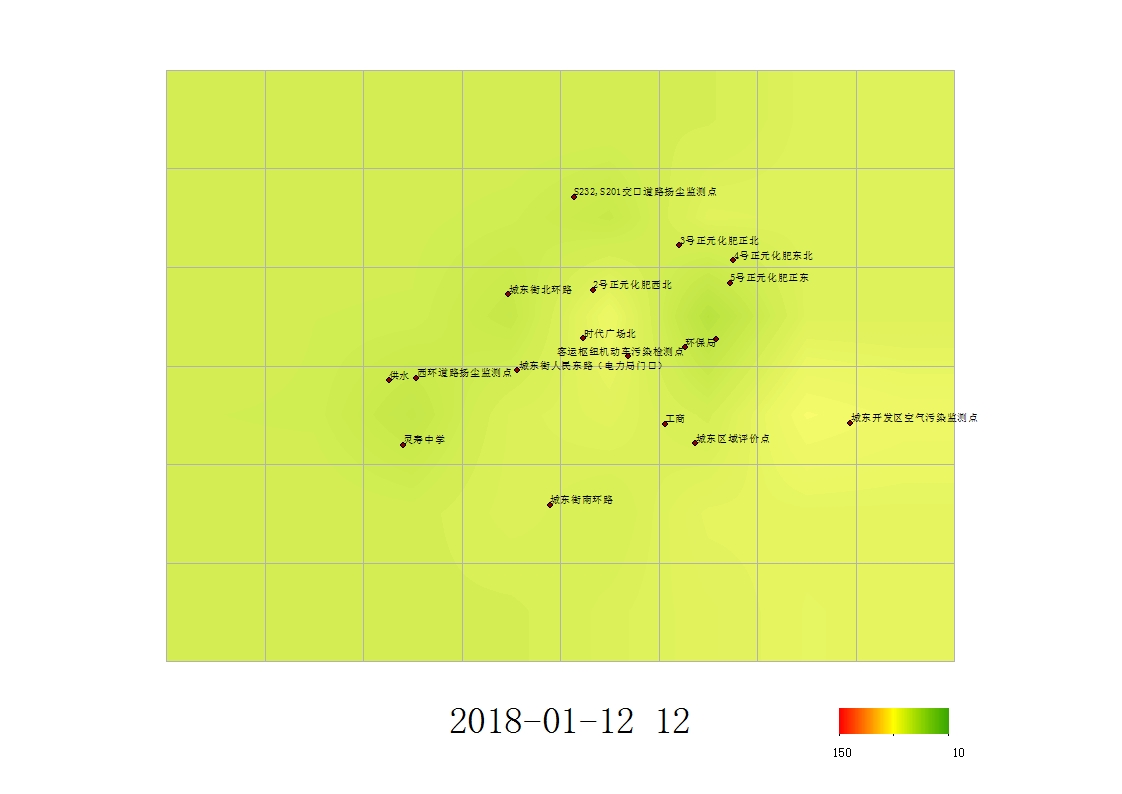 S232,S201交口道路扬尘监测点
3号正元化肥正北
4号正元化肥东北
5号正元化肥正东
2号正元化肥西北
城东街北环路
时代广场北
环保局
客运枢纽机动车污染检测点
城东街人民东路（电力局门口）
供水
西环道路扬尘监测点
工商
城东开发区空气污染监测点
城东区域评价点
灵寿中学
城东街南环路
2018-01-12 12
150
10